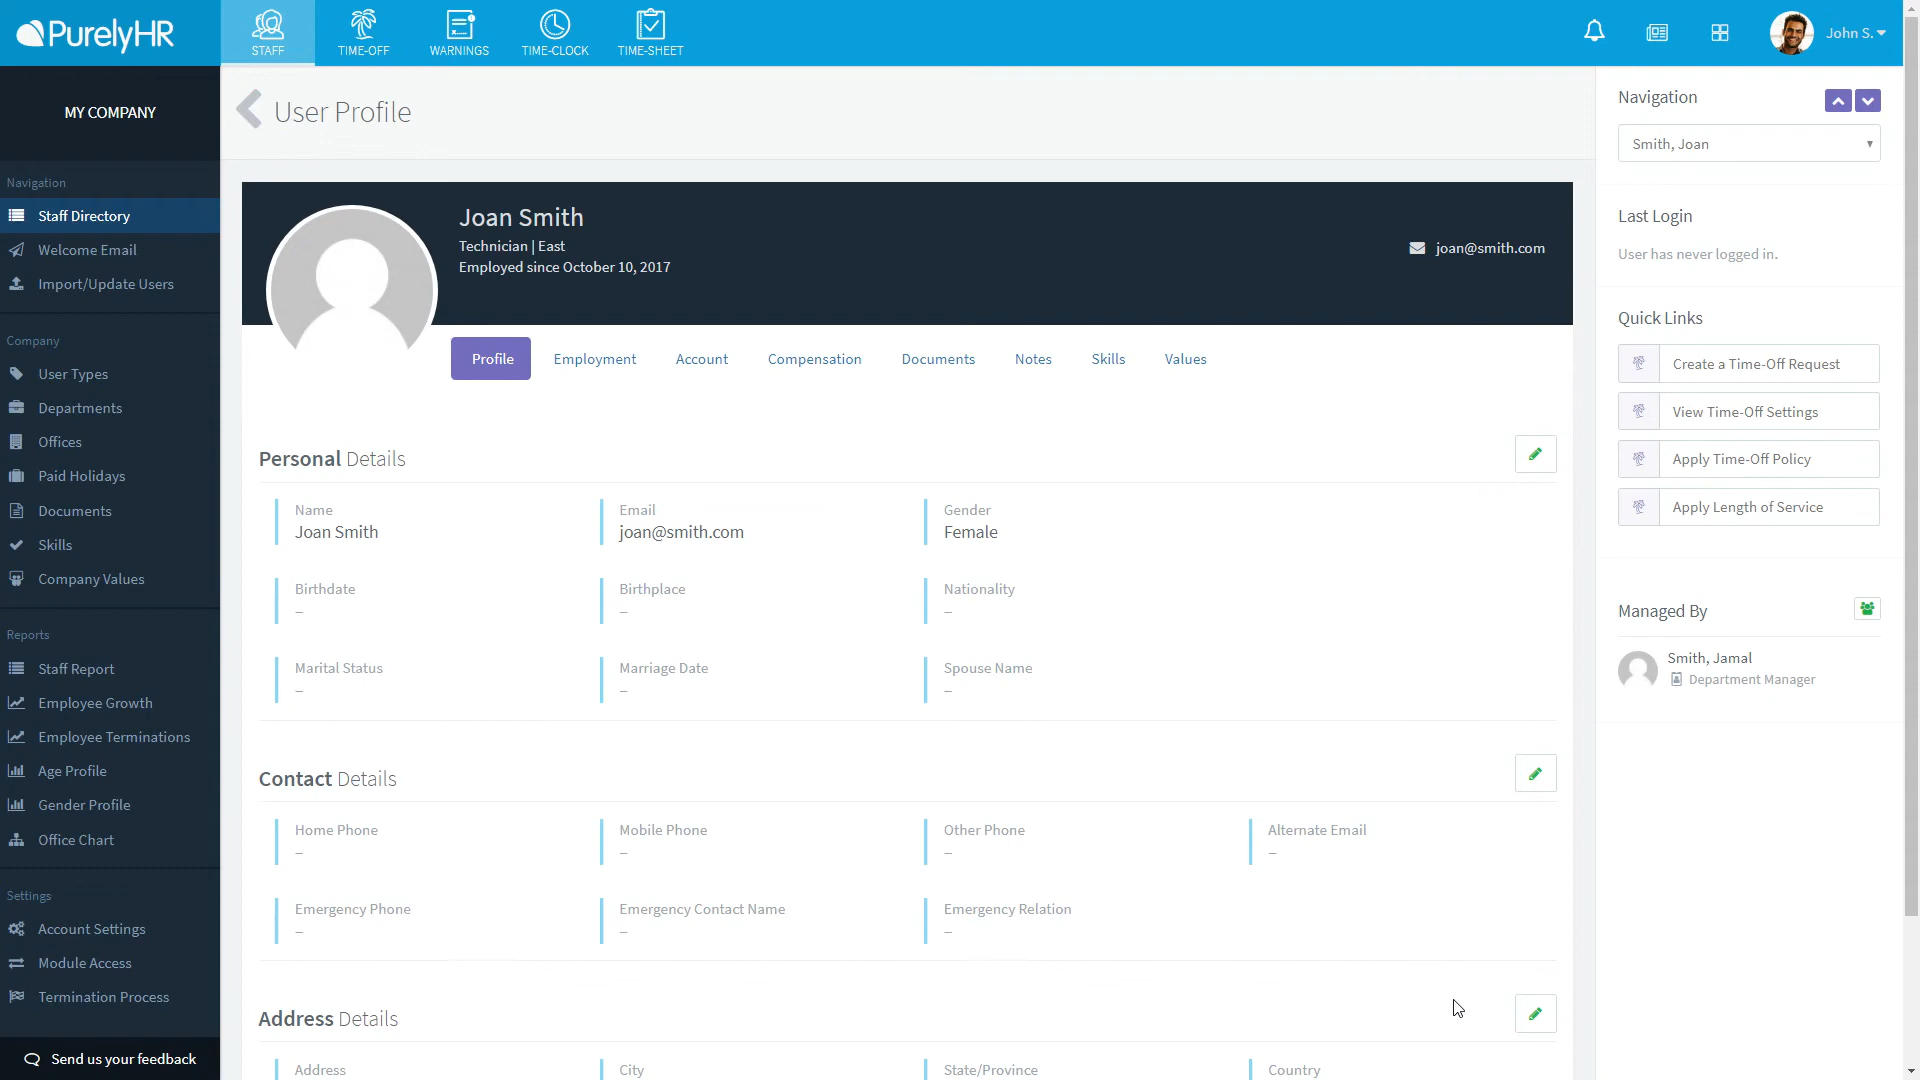 PurelyHR
STAFF
TIME-OFF
WARNINGS
TIME-CLOCK
TIME-SHEET
John S.
MY COMPANY
Navigation
Staff Directory
Welcome Email
Import/Update Users
Company
User Types
Departments
Offices
Paid Holidays
Documents
Skills
Company Values
Reports
Staff Report
Employee Growth
Employee Terminations
Age Profile
Gender Profile
Office Chart
Settings
Account Settings
Module Access
Termination Process
Send us your feedback
User Profile
Joan Smith
Technician | East
Employed since October 10, 2017
joan@smith.com
Profile
Employment
Account
Compensation
Documents
Notes
Skills
Values
Personal Details
Name
Joan Smith
Email
joan@smith.com
Gender
Female
Birthdate
–
Birthplace
–
Nationality
–
Marital Status
–
Marriage Date
–
Spouse Name
–
Contact Details
Home Phone
–
Mobile Phone
–
Other Phone
–
Alternate Email
–
Emergency Phone
–
Emergency Contact Name
–
Emergency Relation
–
Address Details
Address
City
State/Province
Country
Navigation
Smith, Joan
Last Login
User has never logged in.
Quick Links
Create a Time-Off Request
View Time-Off Settings
Apply Time-Off Policy
Apply Length of Service
Managed By
Smith, Jamal
Department Manager